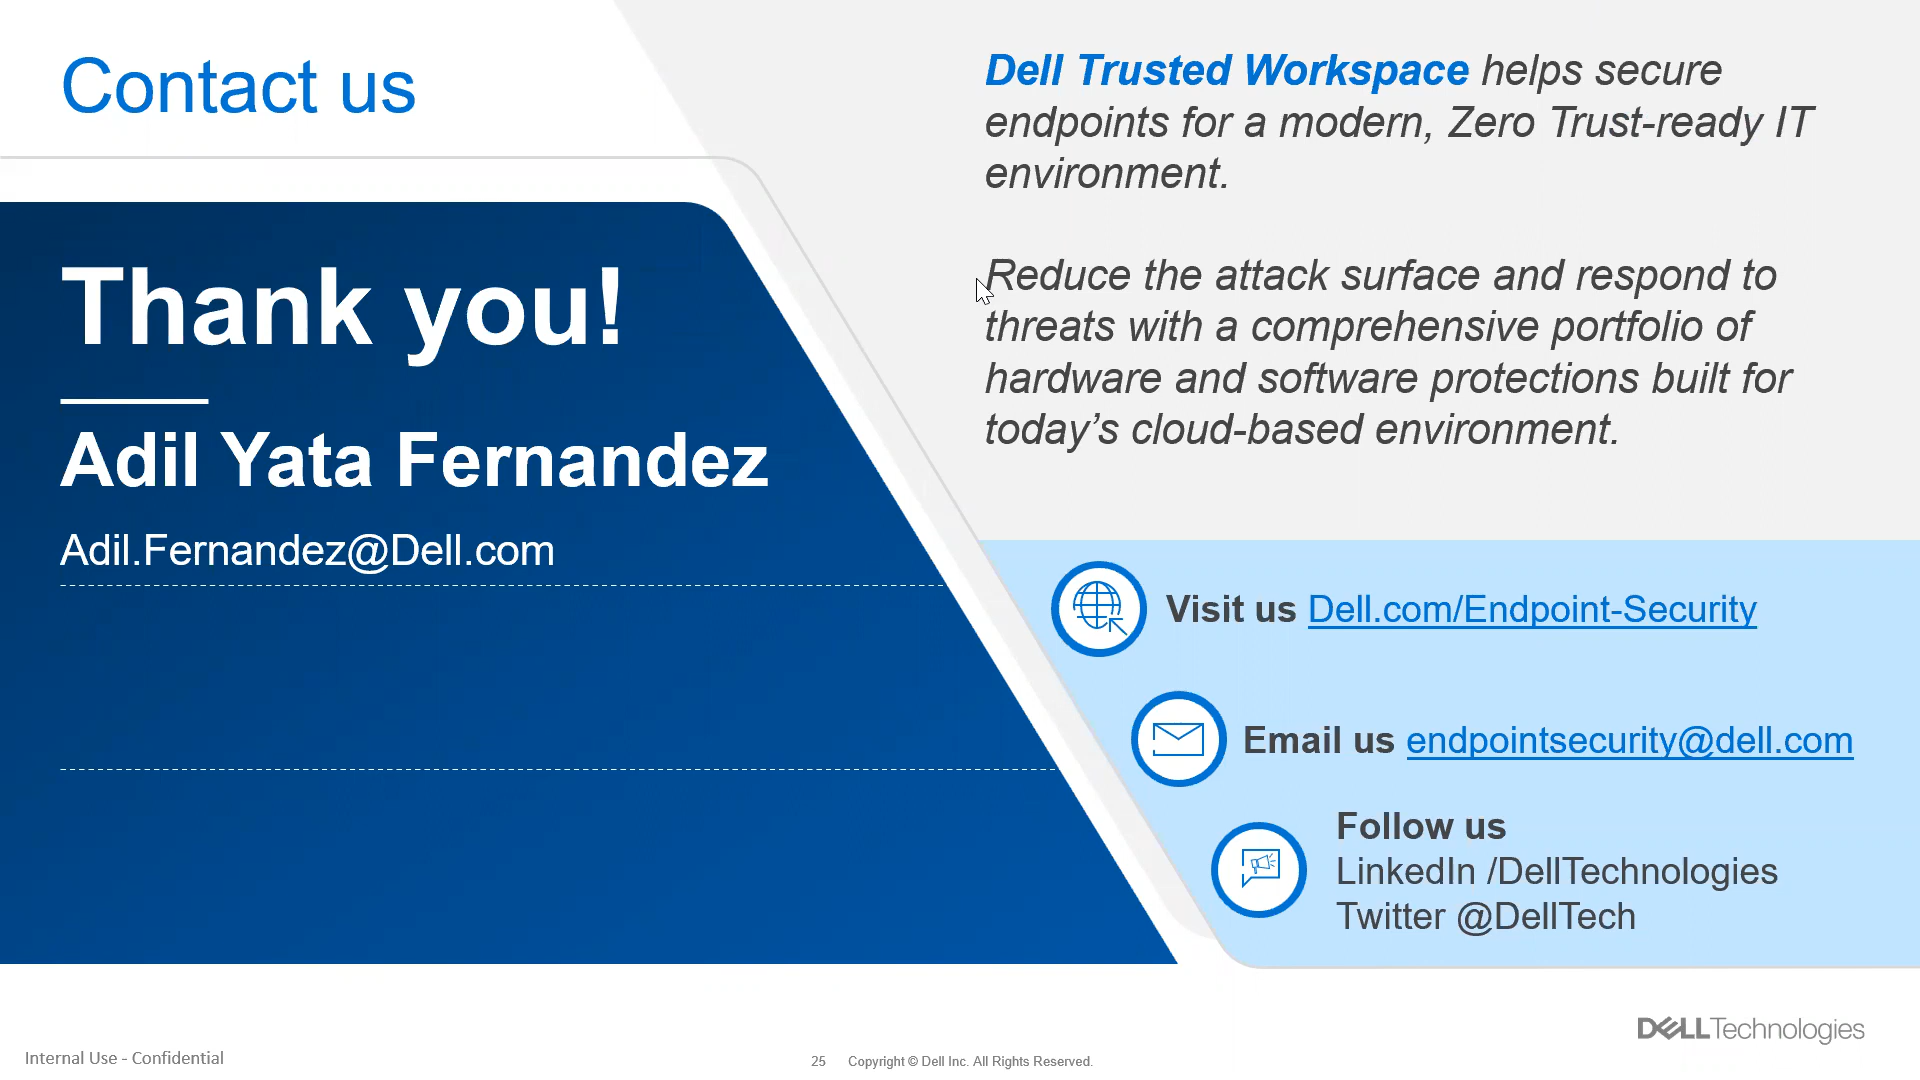 Contact us
Thank you!
Adil Yata Fernandez
Adil.Fernandez@Dell.com
Dell Trusted Workspace helps secure
endpoints for a modern, Zero Trust-ready IT
environment.
Reduce the attack surface and respond to
threats with a comprehensive portfolio of
hardware and software protections built for
today’s cloud-based environment.
Visit us Dell.com/Endpoint-Security
Email us endpointsecurity@dell.com
Follow us
LinkedIn /DellTechnologies
Twitter @DellTech
DELLTechnologies
Internal Use - Confidential
25 Copyright © Dell Inc. All Rights Reserved.